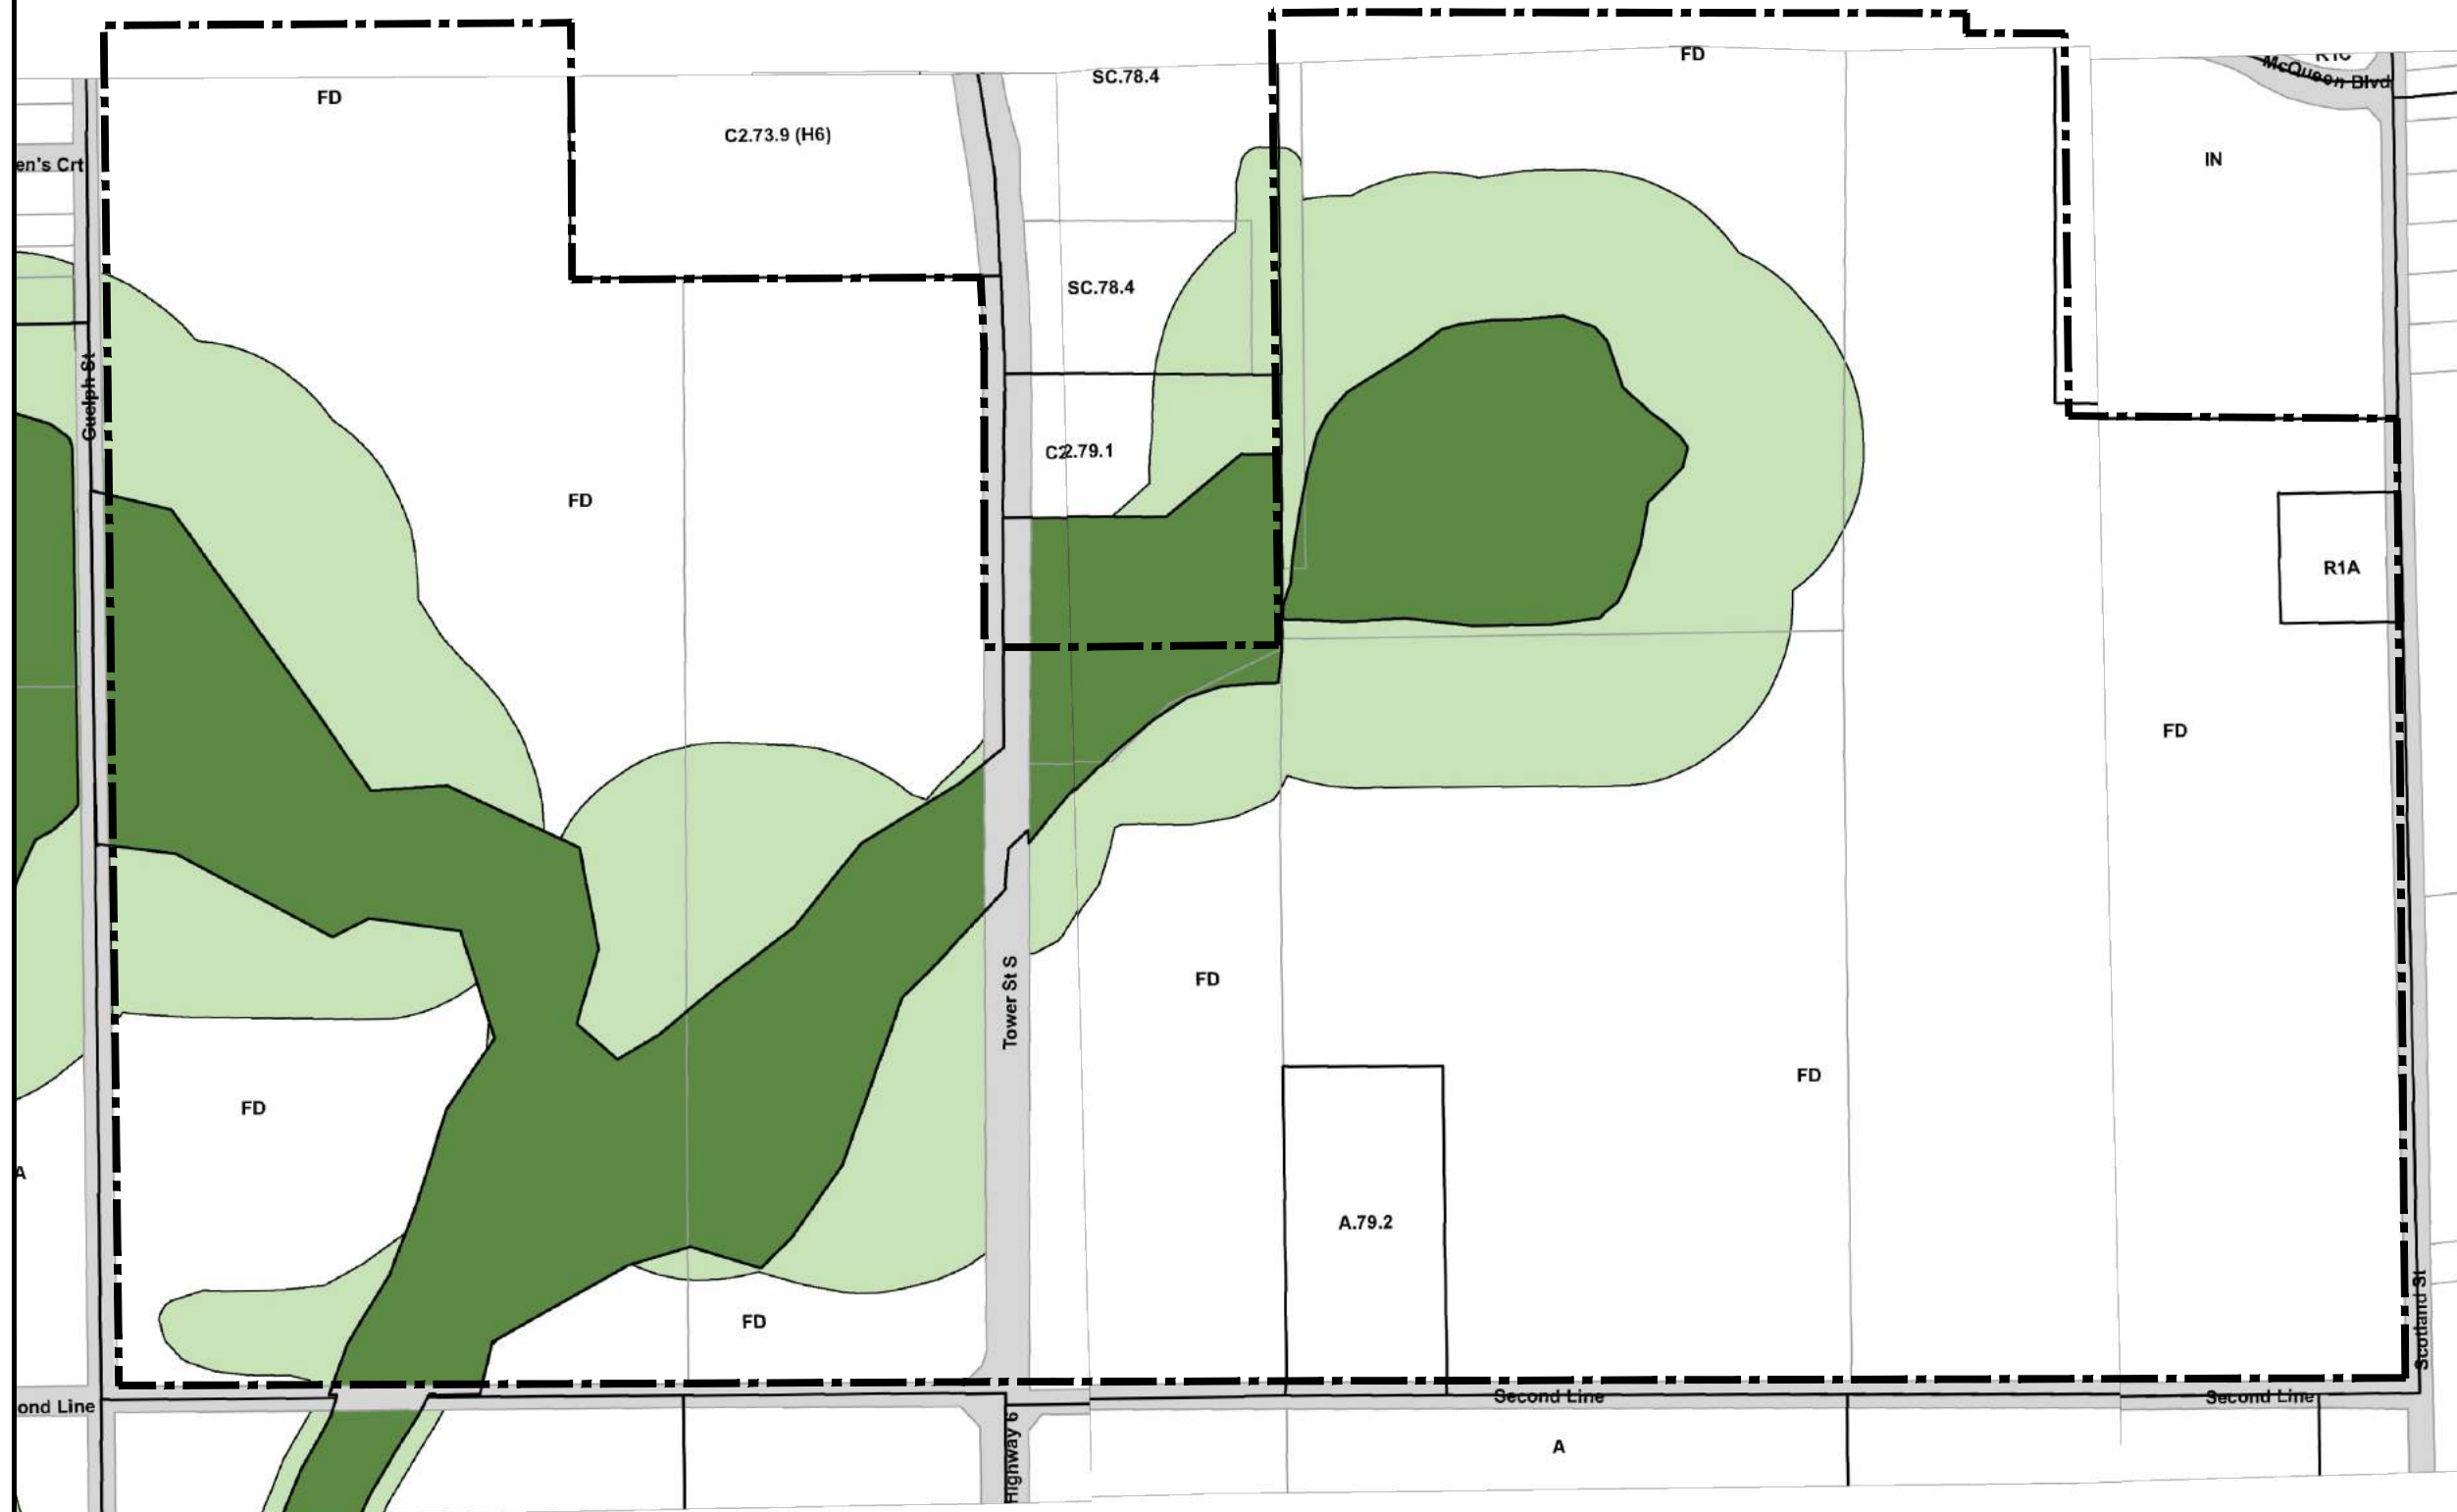 FD
McQueen Blvd
SC.78.4
FD
C2.73.9 (H6)
en's Crt
IN
SC.78.4
Guelph St
C2.79.1
FD
R1A
FD
FD
Tower St S
FD
FD
A
A.79.2
FD
Scotland St
Second Line
Second Line
ond Line
Highway 6
A